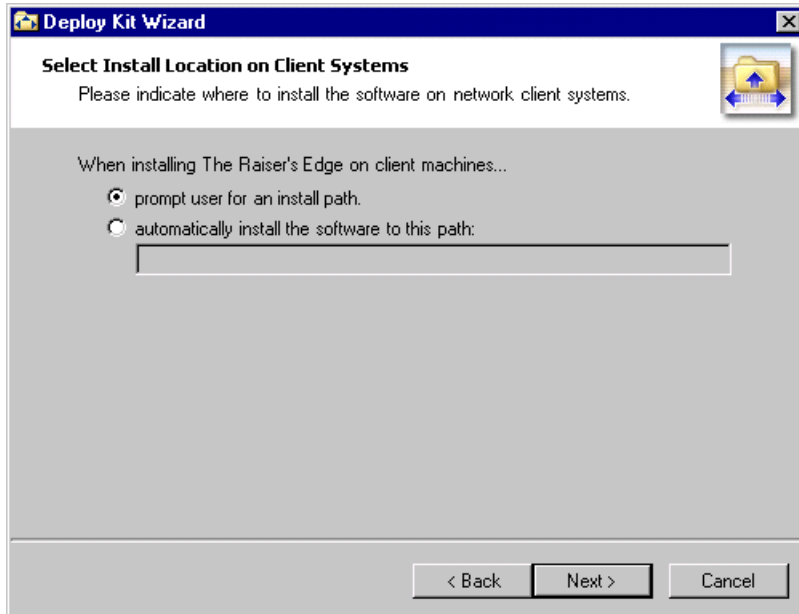 Deploy Kit Wizard
Select Install Location on Client Systems
Please indicate where to install the software on network client systems.
When installing The Raiser's Edge on client machines...
prompt user for an install path.
automatically install the software to this path:
< Back
Next >
Cancel